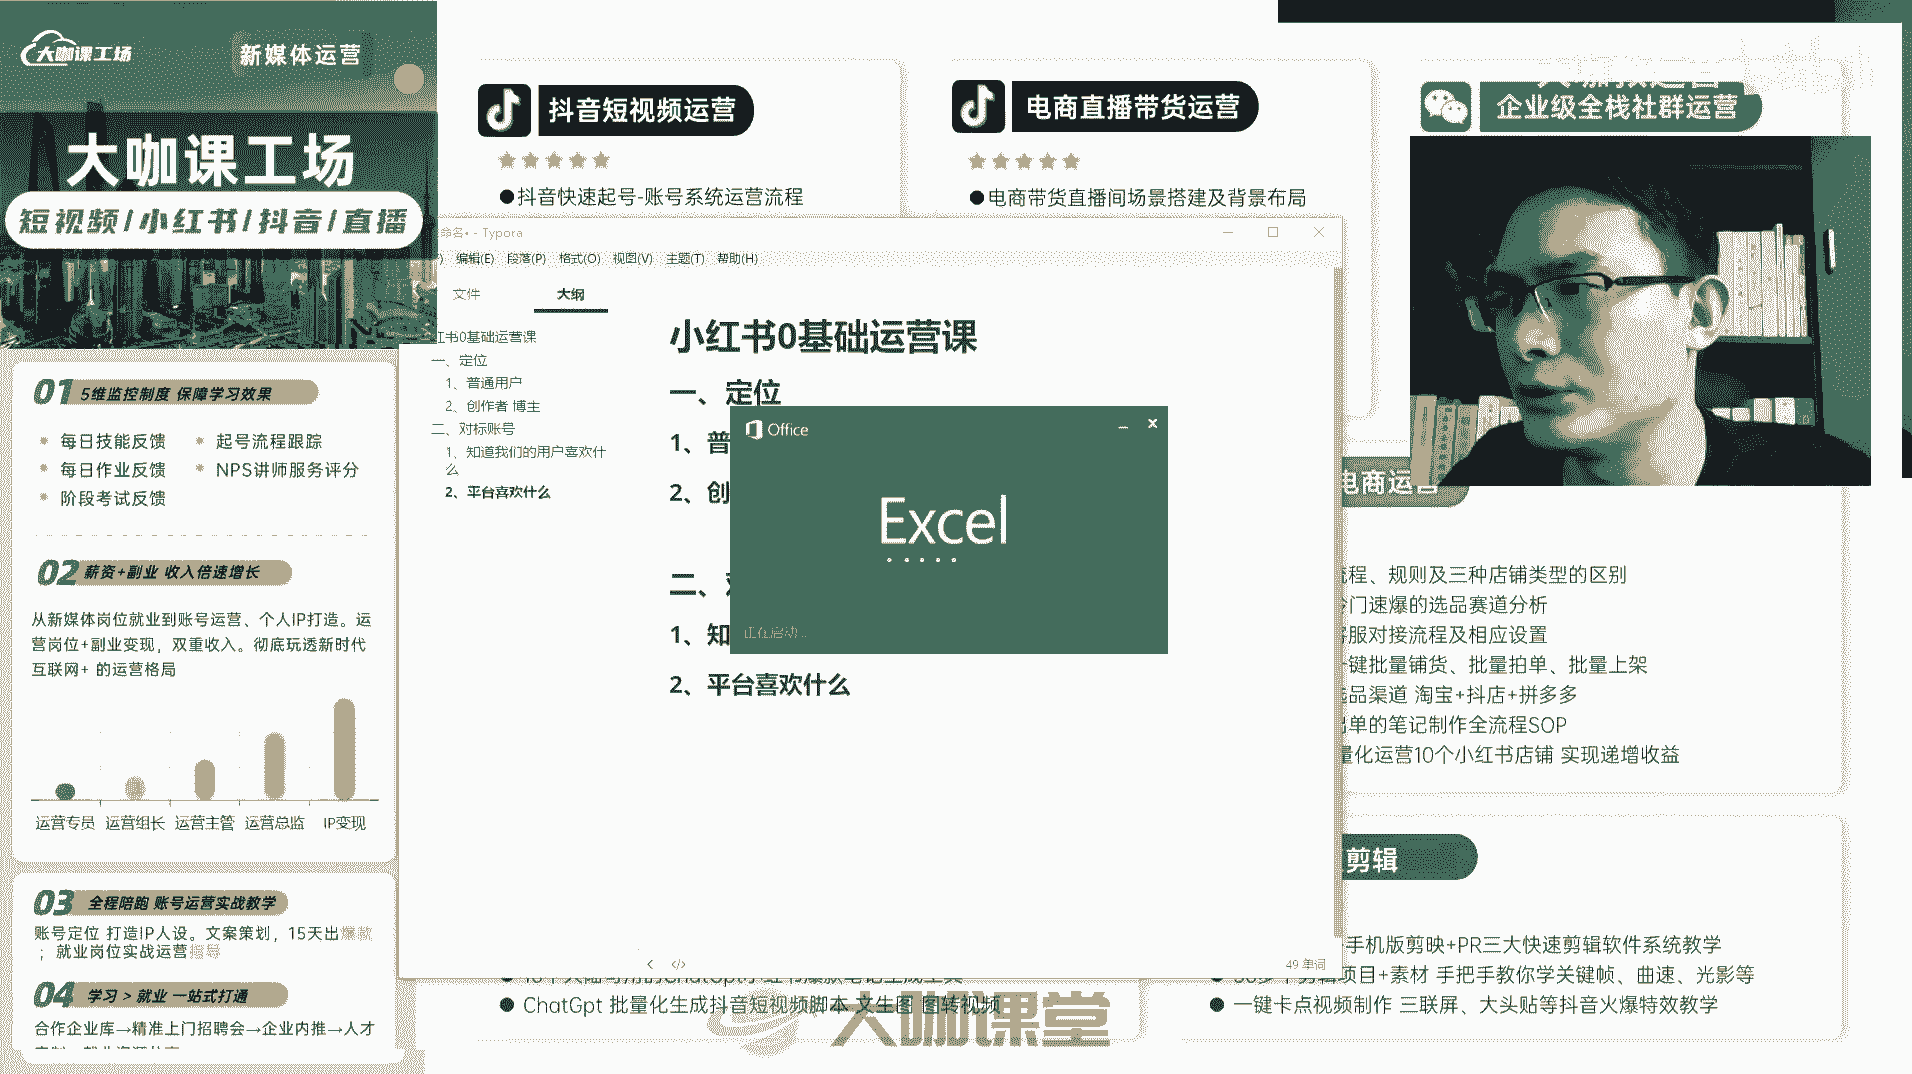 大咖课工场
新媒体运营
大咖课工场
短视频/小红书/抖音/直播
01 5维监控制度 保障学习效果
每日技能反馈
起号流程跟踪
每日作业反馈
NPS讲师服务评分
阶段考试反馈
02 薪资+副业 收入倍速增长
从新媒体岗位就业到账号运营、个人IP打造。运
营岗位+副业变现，双重收入。彻底玩透新时代
互联网+ 的运营格局
运营专员 运营组长 运营主管 运营总监 IP变现
03 全程陪跑 账号运营实战教学
账号定位 打造IP人设。文案策划，15天出爆款
；就业岗位实战运营指导
04 学习 > 就业 一站式打通
合作企业库→精准上门招聘会→企业内推→人才
抖音短视频运营
●抖音快速起号-账号系统运营流程
电商直播带货运营
●电商带货直播间场景搭建及背景布局
企业级全栈社群运营
命名• - Typora
) 编辑(E) 段落(P) 格式(O) 视图(V) 主题(T) 帮助(H)
文件
大纲
红书0基础运营课
一、定位
1、普通用户
2、创作者 博主
二、对标账号
1、知道我们的用户喜欢什
么
2、平台喜欢什么
小红书0基础运营课
一、定位
1、普
2、创
二、
1、知
2、平台喜欢什么
Office
Excel
正在启动...
49 单词
电商运营
流程、规则及三种店铺类型的区别
门速爆的选品赛道分析
客服对接流程及相应设置
一键批量铺货、批量拍单、批量上架
选品渠道 淘宝+抖店+拼多多
出单的笔记制作全流程SOP
量化运营10个小红书店铺 实现递增收益
剪辑
手机版剪映+PR三大快速剪辑软件系统教学
项目+素材 手把手教你学关键帧、曲速、光影等
● 一键卡点视频制作 三联屏、大头贴等抖音火爆特效教学
● ChatGpt 批量化生成抖音短视频脚本 文生图 图转视频
大咖课堂